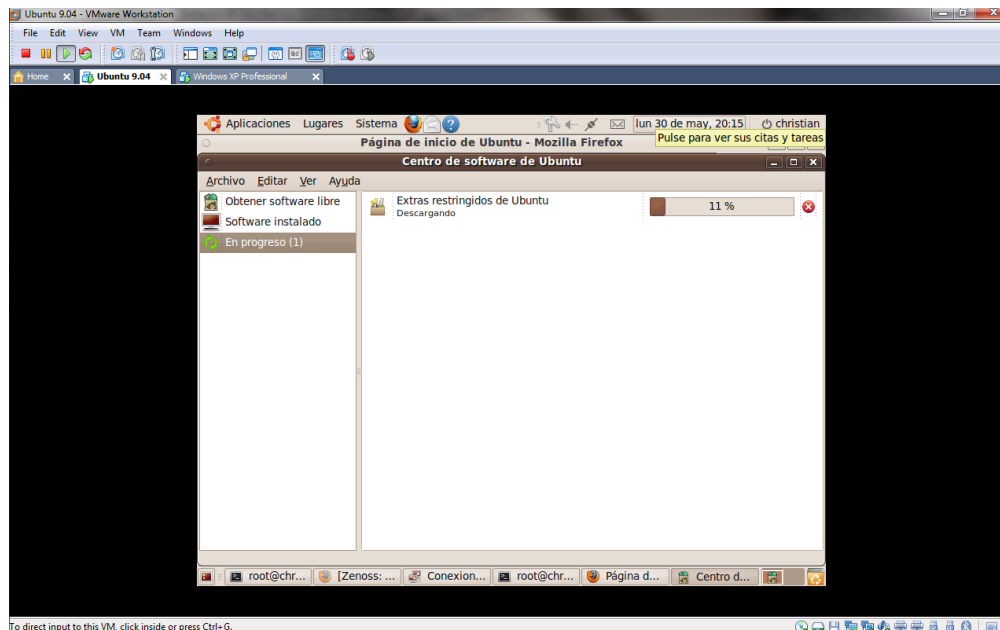 Ubuntu 9.04 - VMware Workstation
File Edit View VM Team Windows Help
Home Ubuntu 9.04 Windows XP Professional
Aplicaciones Lugares Sistema lun 30 de may, 20:15 christian
Página de inicio de Ubuntu - Mozilla Firefox
Pulse para ver sus citas y tareas
Centro de software de Ubuntu
Archivo Editar Ver Ayuda
Obtener software libre
Software instalado
En progreso (1)
Extras restringidos de Ubuntu
Descargando
11 %
root@chr... [Zenoss: ... Conexion... root@chr... Página d... Centro d...
To direct input to this VM, click inside or press Ctrl+G.